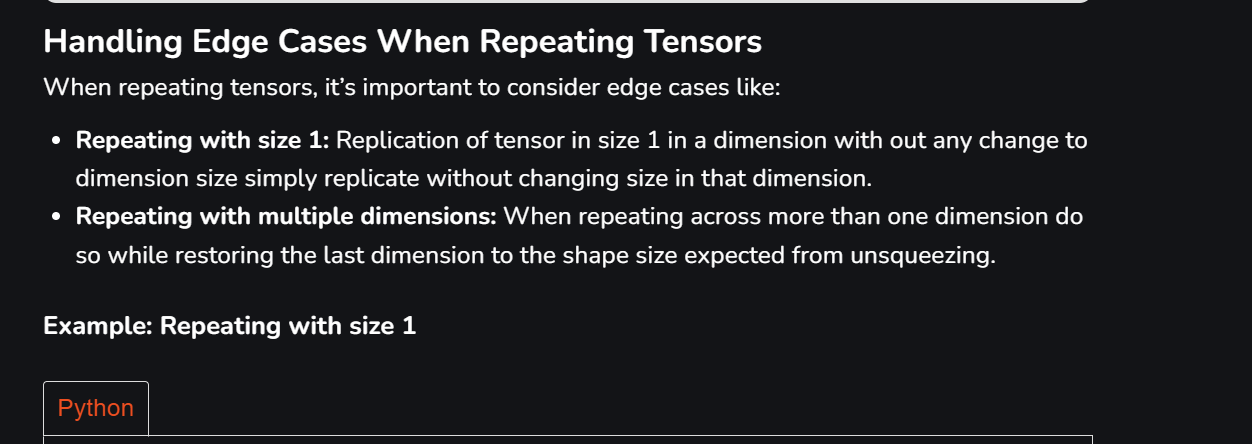 Handling Edge Cases When Repeating Tensors
When repeating tensors, it’s important to consider edge cases like:
• Repeating with size 1: Replication of tensor in size 1 in a dimension with out any change to
dimension size simply replicate without changing size in that dimension.
• Repeating with multiple dimensions: When repeating across more than one dimension do
so while restoring the last dimension to the shape size expected from unsqueezing.
Example: Repeating with size 1
Python